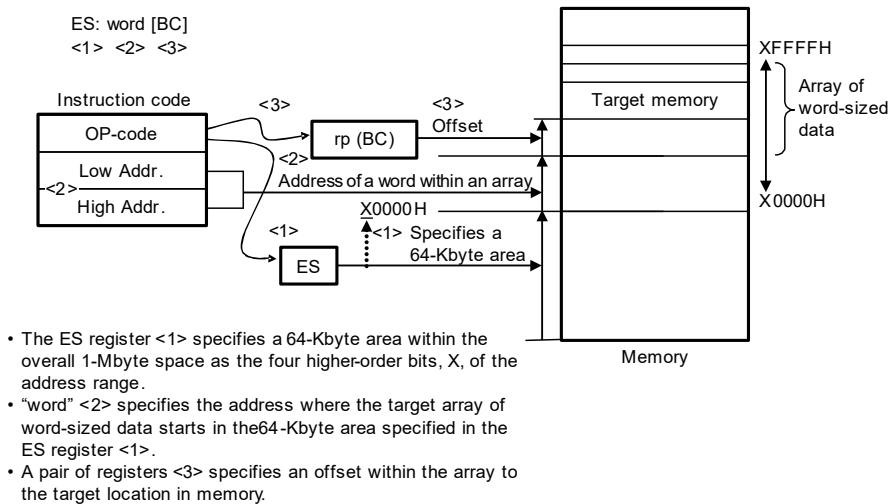 ES: word [BC]
<1> <2> <3>
XFFFFH
Instruction code
<3>
<3>
Target memory
Array of
word-sized
data
OP-code
rp (BC)
Offset
<2>
Low Addr.
<2>
Address of a word within an array
High Addr.
X0000H
X0000H
<1>
<1> Specifies a
64-Kbyte area
ES
Memory
• The ES register <1> specifies a 64-Kbyte area within the
overall 1-Mbyte space as the four higher-order bits, X, of the
address range.
• “word” <2> specifies the address where the target array of
word-sized data starts in the64-Kbyte area specified in the
ES register <1>.
• A pair of registers <3> specifies an offset within the array to
the target location in memory.